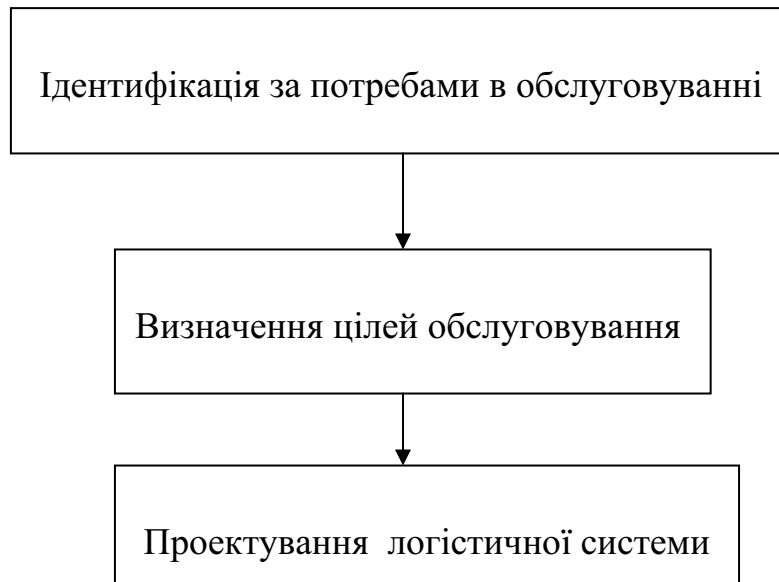 Ідентифікація за потребами в обслуговуванні
Визначення цілей обслуговування
Проектування логістичної системи